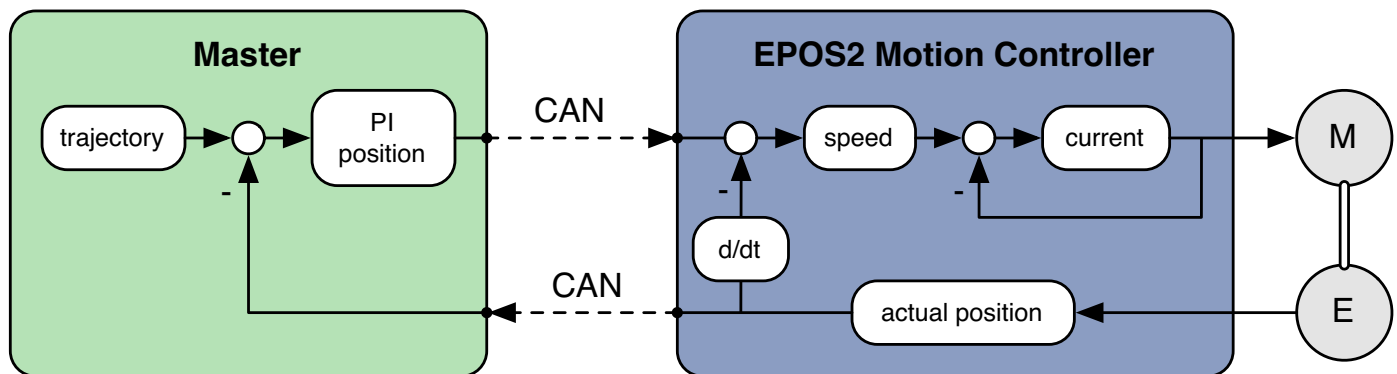 Master
EPOS2 Motion Controller
CAN
trajectory
PI
position
speed
current
M
-
-
-
d/dt
CAN
actual position
E